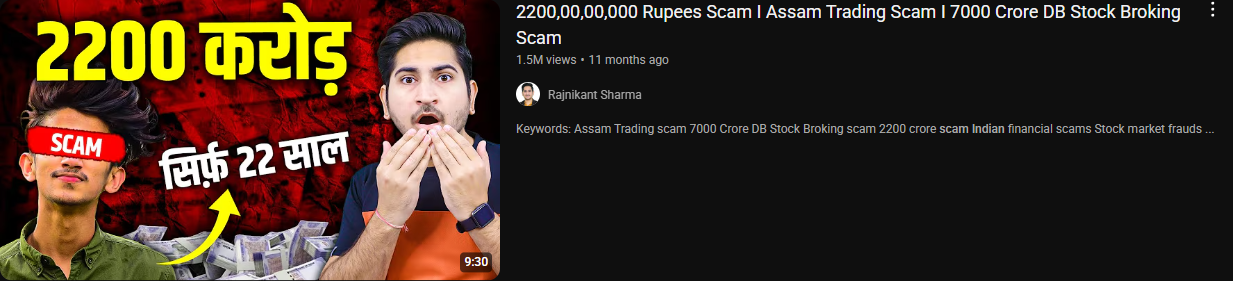 2200 करोड़
SCAM
सिर्फ़ 22 साल
9:30
2200,00,00,000 Rupees Scam I Assam Trading Scam I 7000 Crore DB Stock Broking
Scam
1.5M views • 11 months ago
Rajnikant Sharma
Keywords: Assam Trading scam 7000 Crore DB Stock Broking scam 2200 crore scam Indian financial scams Stock market frauds ...